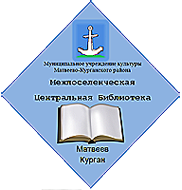 Муниципальное учреждение культуры
Матвеево-Курганского района
Межпоселенческая
Центральная Библиотека
Матвеев
Курган